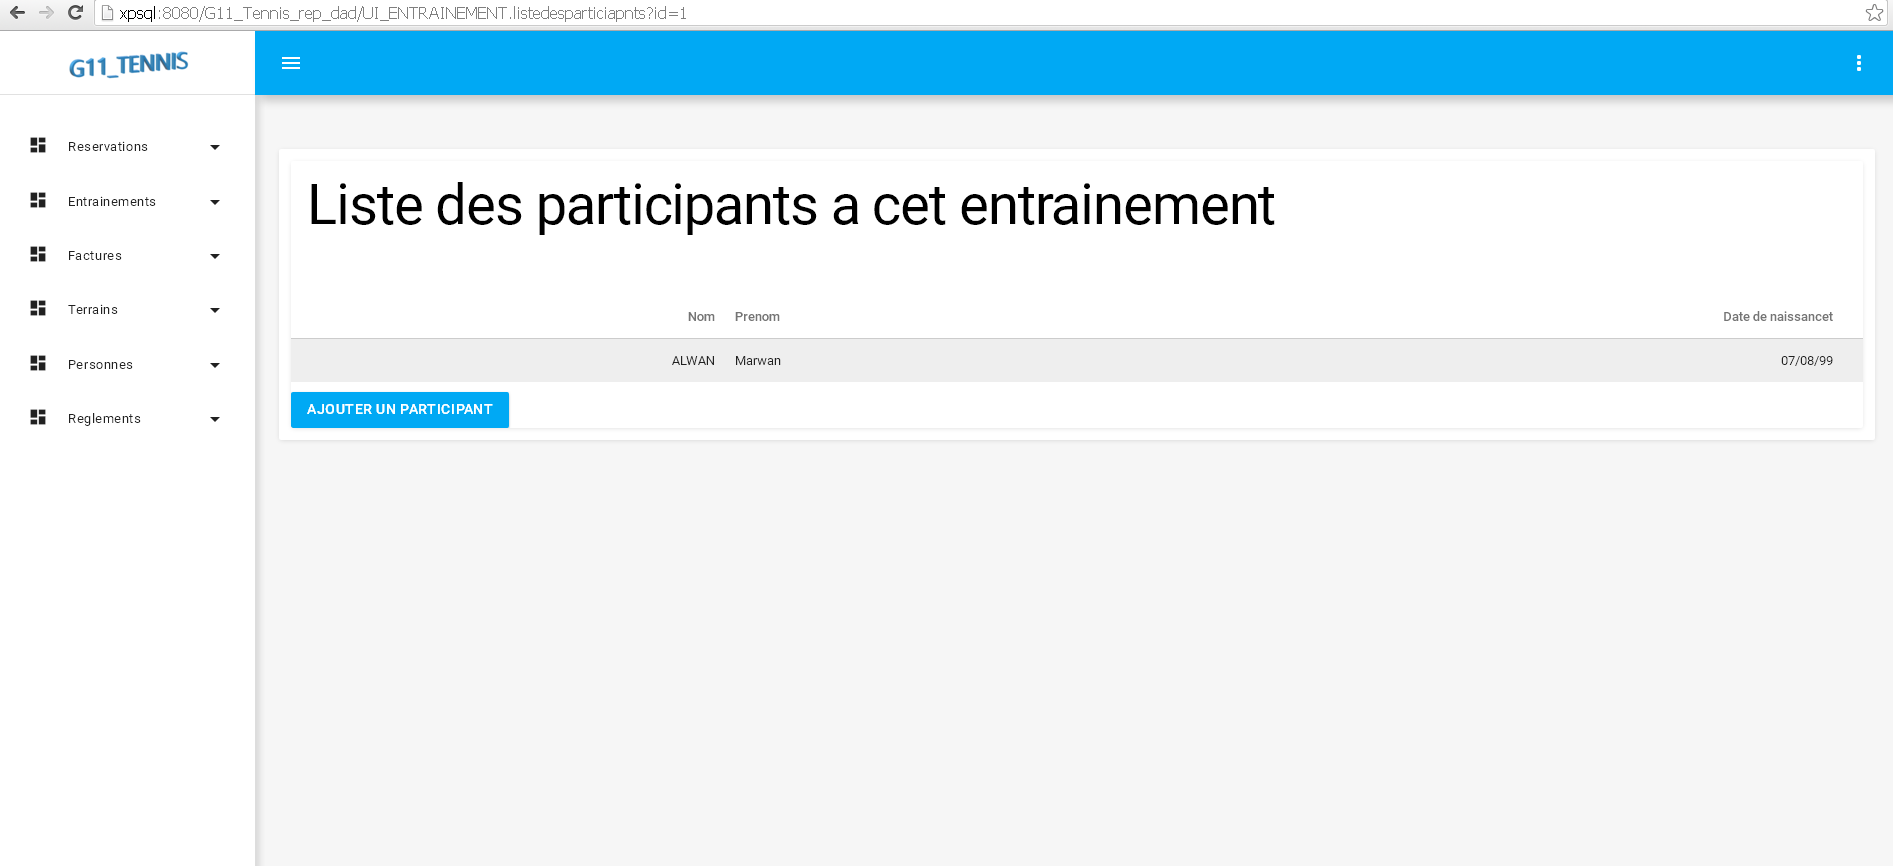 xpsql:8080/G11_Tennis_rep_dad/UI_ENTRAINEMENT.listedesparticiapnts?id=1
G11_TENNIS
Reservations
Entrainements
Factures
Terrains
Personnes
Reglements
Liste des participants a cet entrainement
Nom Prenom Date de naissancet
ALWAN Marwan 07/08/99
AJOUTER UN PARTICIPANT